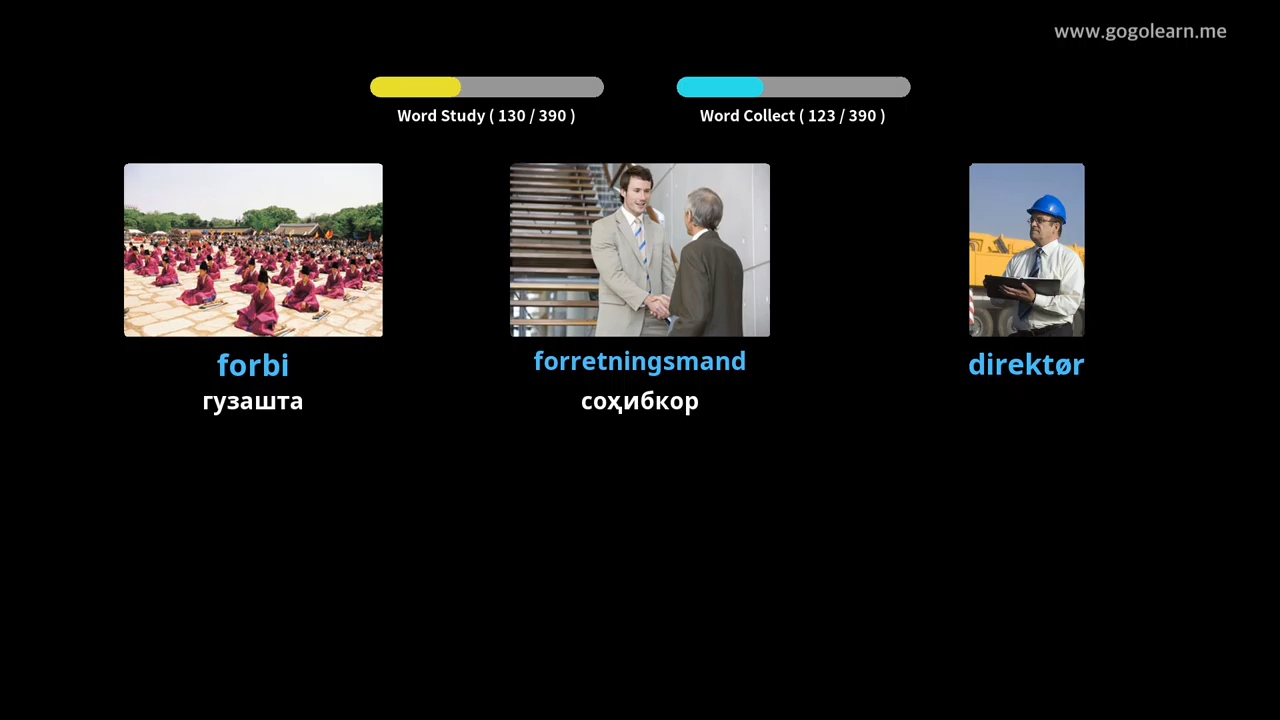 www.gogolearn.me
Word Study ( 130 / 390 )
Word Collect ( 123 / 390 )
forbi
гузашта
forretningsmand
соҳибкор
direktør